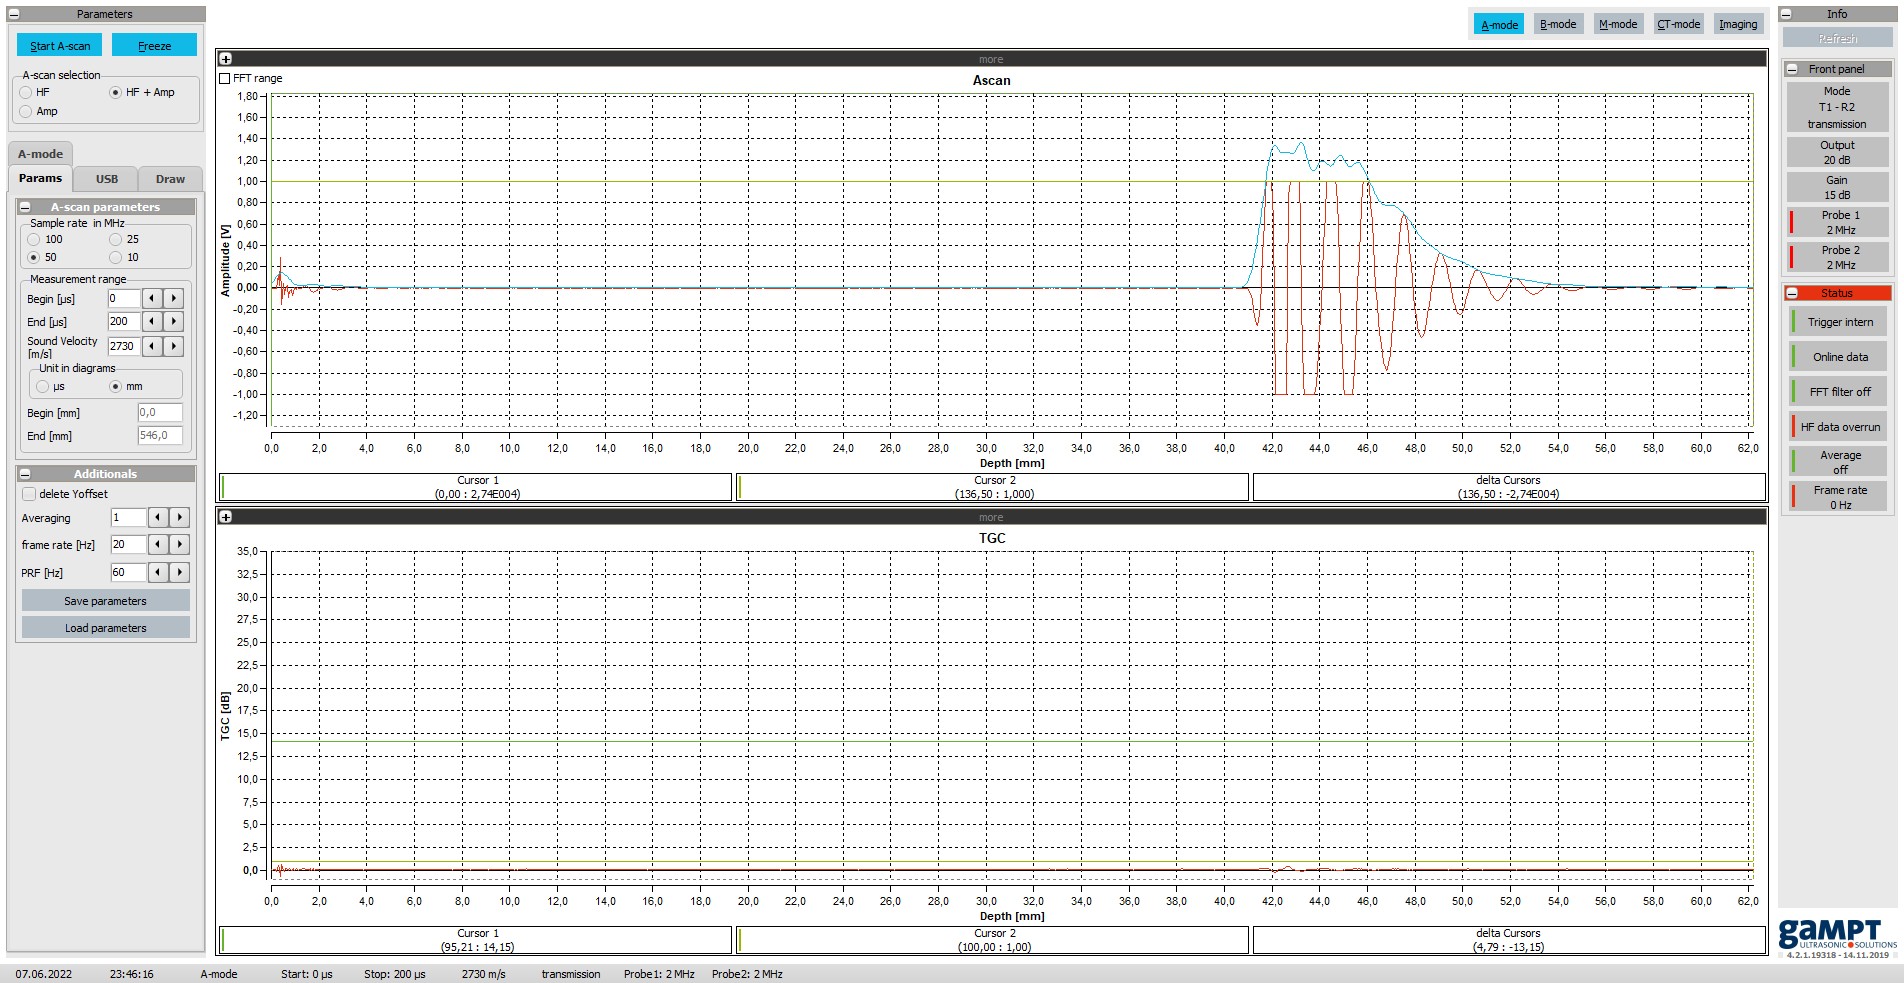 Parameters
Start A-scan
Freeze
A-scan selection
HF
HF + Amp
Amp
A-mode
Params
USB
Draw
A-scan parameters
Sample rate in MHz
100
25
50
10
Measurement range
Begin [µs]
0
End [µs]
200
Sound Velocity
[m/s]
2730
Unit in diagrams
µs
mm
Begin [mm]
0,0
End [mm]
546,0
Additionals
delete Yoffset
Averaging
1
frame rate [Hz]
20
PRF [Hz]
60
Save parameters
Load parameters
A-mode
B-mode
M-mode
CT-mode
Imaging
more
FFT range
Ascan
Amplitude [V]
1,80
1,60
1,40
1,20
1,00
0,80
0,60
0,40
0,20
0,00
-0,20
-0,40
-0,60
-0,80
-1,00
-1,20
0,0 2,0 4,0 6,0 8,0 10,0 12,0 14,0 16,0 18,0 20,0 22,0 24,0 26,0 28,0 30,0 32,0 34,0 36,0 38,0 40,0 42,0 44,0 46,0 48,0 50,0 52,0 54,0 56,0 58,0 60,0 62,0
Depth [mm]
Cursor 1
(0,00 : 2,74E004)
Cursor 2
(136,50 : 1,000)
delta Cursors
(136,50 : -2,74E004)
more
TGC
TGC [dB]
35,0
32,5
30,0
27,5
25,0
22,5
20,0
17,5
15,0
12,5
10,0
7,5
5,0
2,5
0,0
0,0 2,0 4,0 6,0 8,0 10,0 12,0 14,0 16,0 18,0 20,0 22,0 24,0 26,0 28,0 30,0 32,0 34,0 36,0 38,0 40,0 42,0 44,0 46,0 48,0 50,0 52,0 54,0 56,0 58,0 60,0 62,0
Depth [mm]
Cursor 1
(95,21 : 14,15)
Cursor 2
(100,00 : 1,00)
delta Cursors
(4,79 : -13,15)
Info
Refresh
Front panel
Mode
T1 - R2
transmission
Output
20 dB
Gain
15 dB
Probe 1
2 MHz
Probe 2
2 MHz
Status
Trigger intern
Online data
FFT filter off
HF data overrun
Average
off
Frame rate
0 Hz
gAMPT
ULTRASONIC SOLUTIONS
4.2.1.19318 - 14.11.2019
07.06.2022 23:46:16 A-mode Start: 0 µs Stop: 200 µs 2730 m/s transmission Probe1: 2 MHz Probe2: 2 MHz